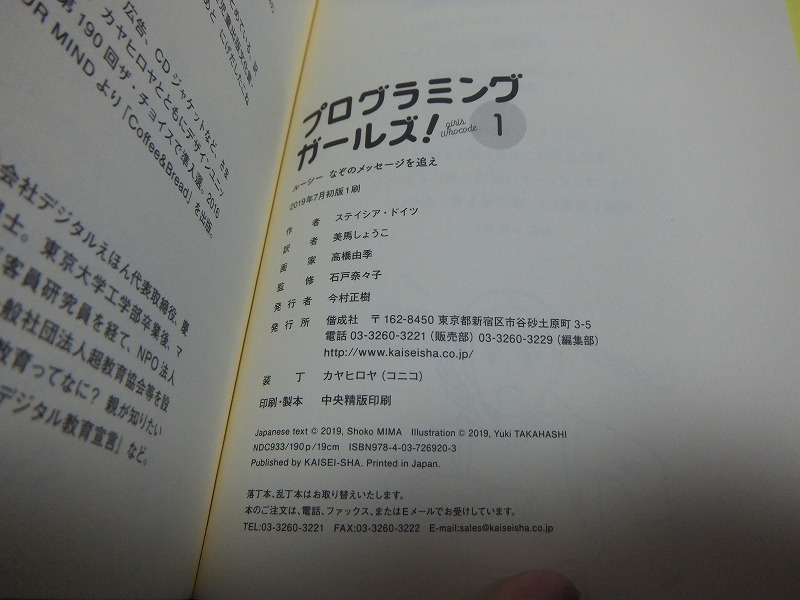 プログラミング
ガールズ! girls whocode 1
ルーシー なぞのメッセージを追え
2019年7月初版1刷
作者 ステイシア・ドイツ
訳者 美馬しょうこ
画家 高橋由季
監修 石戸奈々子
発行者 今村正樹
発行所 偕成社 〒162-8450 東京都新宿区市谷砂土原町3-5
電話 03-3260-3221(販売部) 03-3260-3229(編集部)
http://www.kaiseisha.co.jp/
装丁 カヤヒロヤ(コニコ)
印刷・製本 中央精版印刷
Japanese text © 2019, Shoko MIMA Illustration © 2019, Yuki TAKAHASHI
NDC933/190p/19cm ISBN978-4-03-726920-3
Published by KAISEI-SHA. Printed in Japan.
落丁本、乱丁本はお取り替えいたします。
本のご注文は、電話、ファックス、またはEメールでお受けしています。
TEL:03-3260-3221 FAX:03-3260-3222 E-mail:sales@kaiseisha.co.jp
広告、CDジャケットなど、さま
カヤヒロヤとともにデザインユニッ
第190回ザ・チョイスで準入選。2016
OUR MINDより「Coffee&Bread」を出版。
会社デジタルえほん代表取締役、慶
士。東京大学工学部卒業後、マ
客員研究員を経て、NPO法人
般社団法人超教育協会等を設
教育ってなに? 親が知りたい
デジタル教育宣言」など。